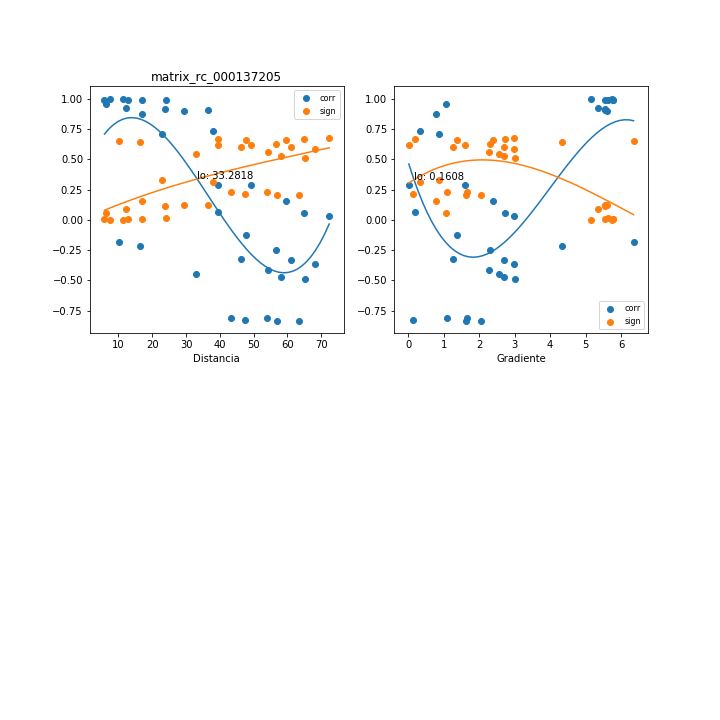 matrix_rc_000137205
1.00
0.75
0.50
0.25
0.00
−0.25
−0.50
−0.75
10 20 30 40 50 60 70
Distancia
corr
sign
lo: 33.2818
1.00
0.75
0.50
0.25
0.00
−0.25
−0.50
−0.75
0 1 2 3 4 5 6
Gradiente
lo: 0.1608
corr
sign